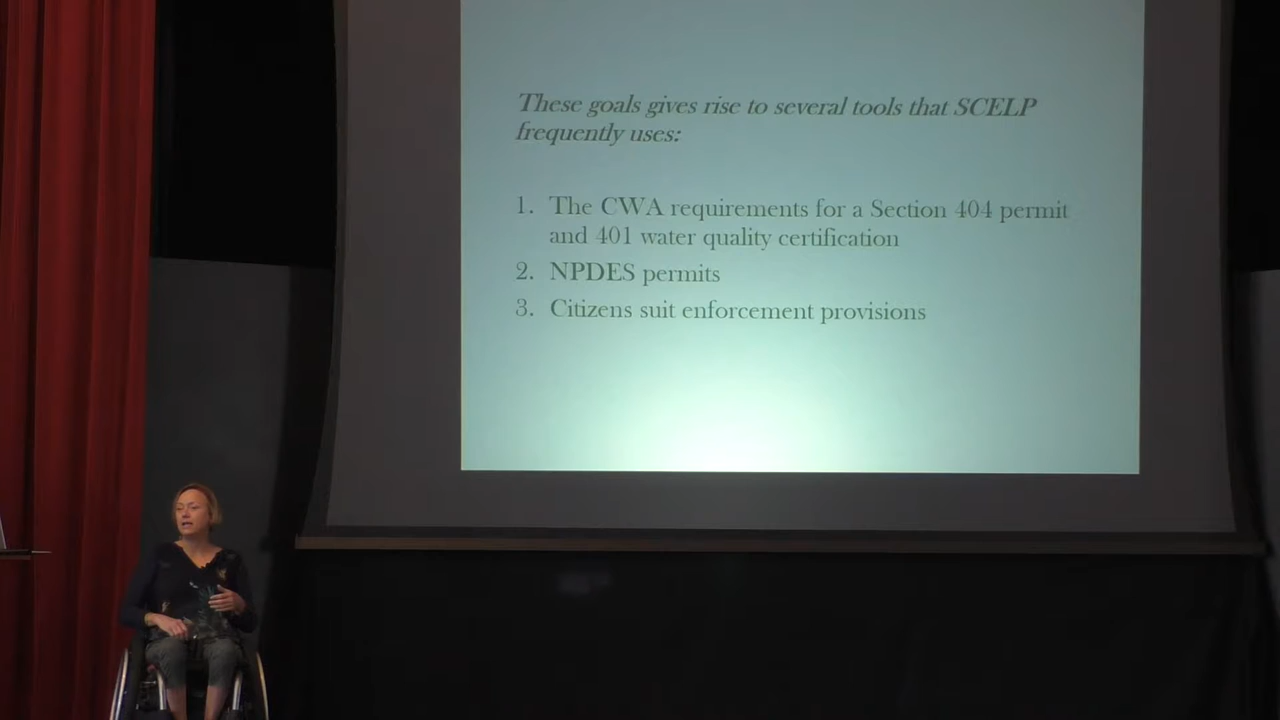 These goals gives rise to several tools that SCELP
frequently uses:
1. The CWA requirements for a Section 404 permit
and 401 water quality certification
2. NPDES permits
3. Citizens suit enforcement provisions